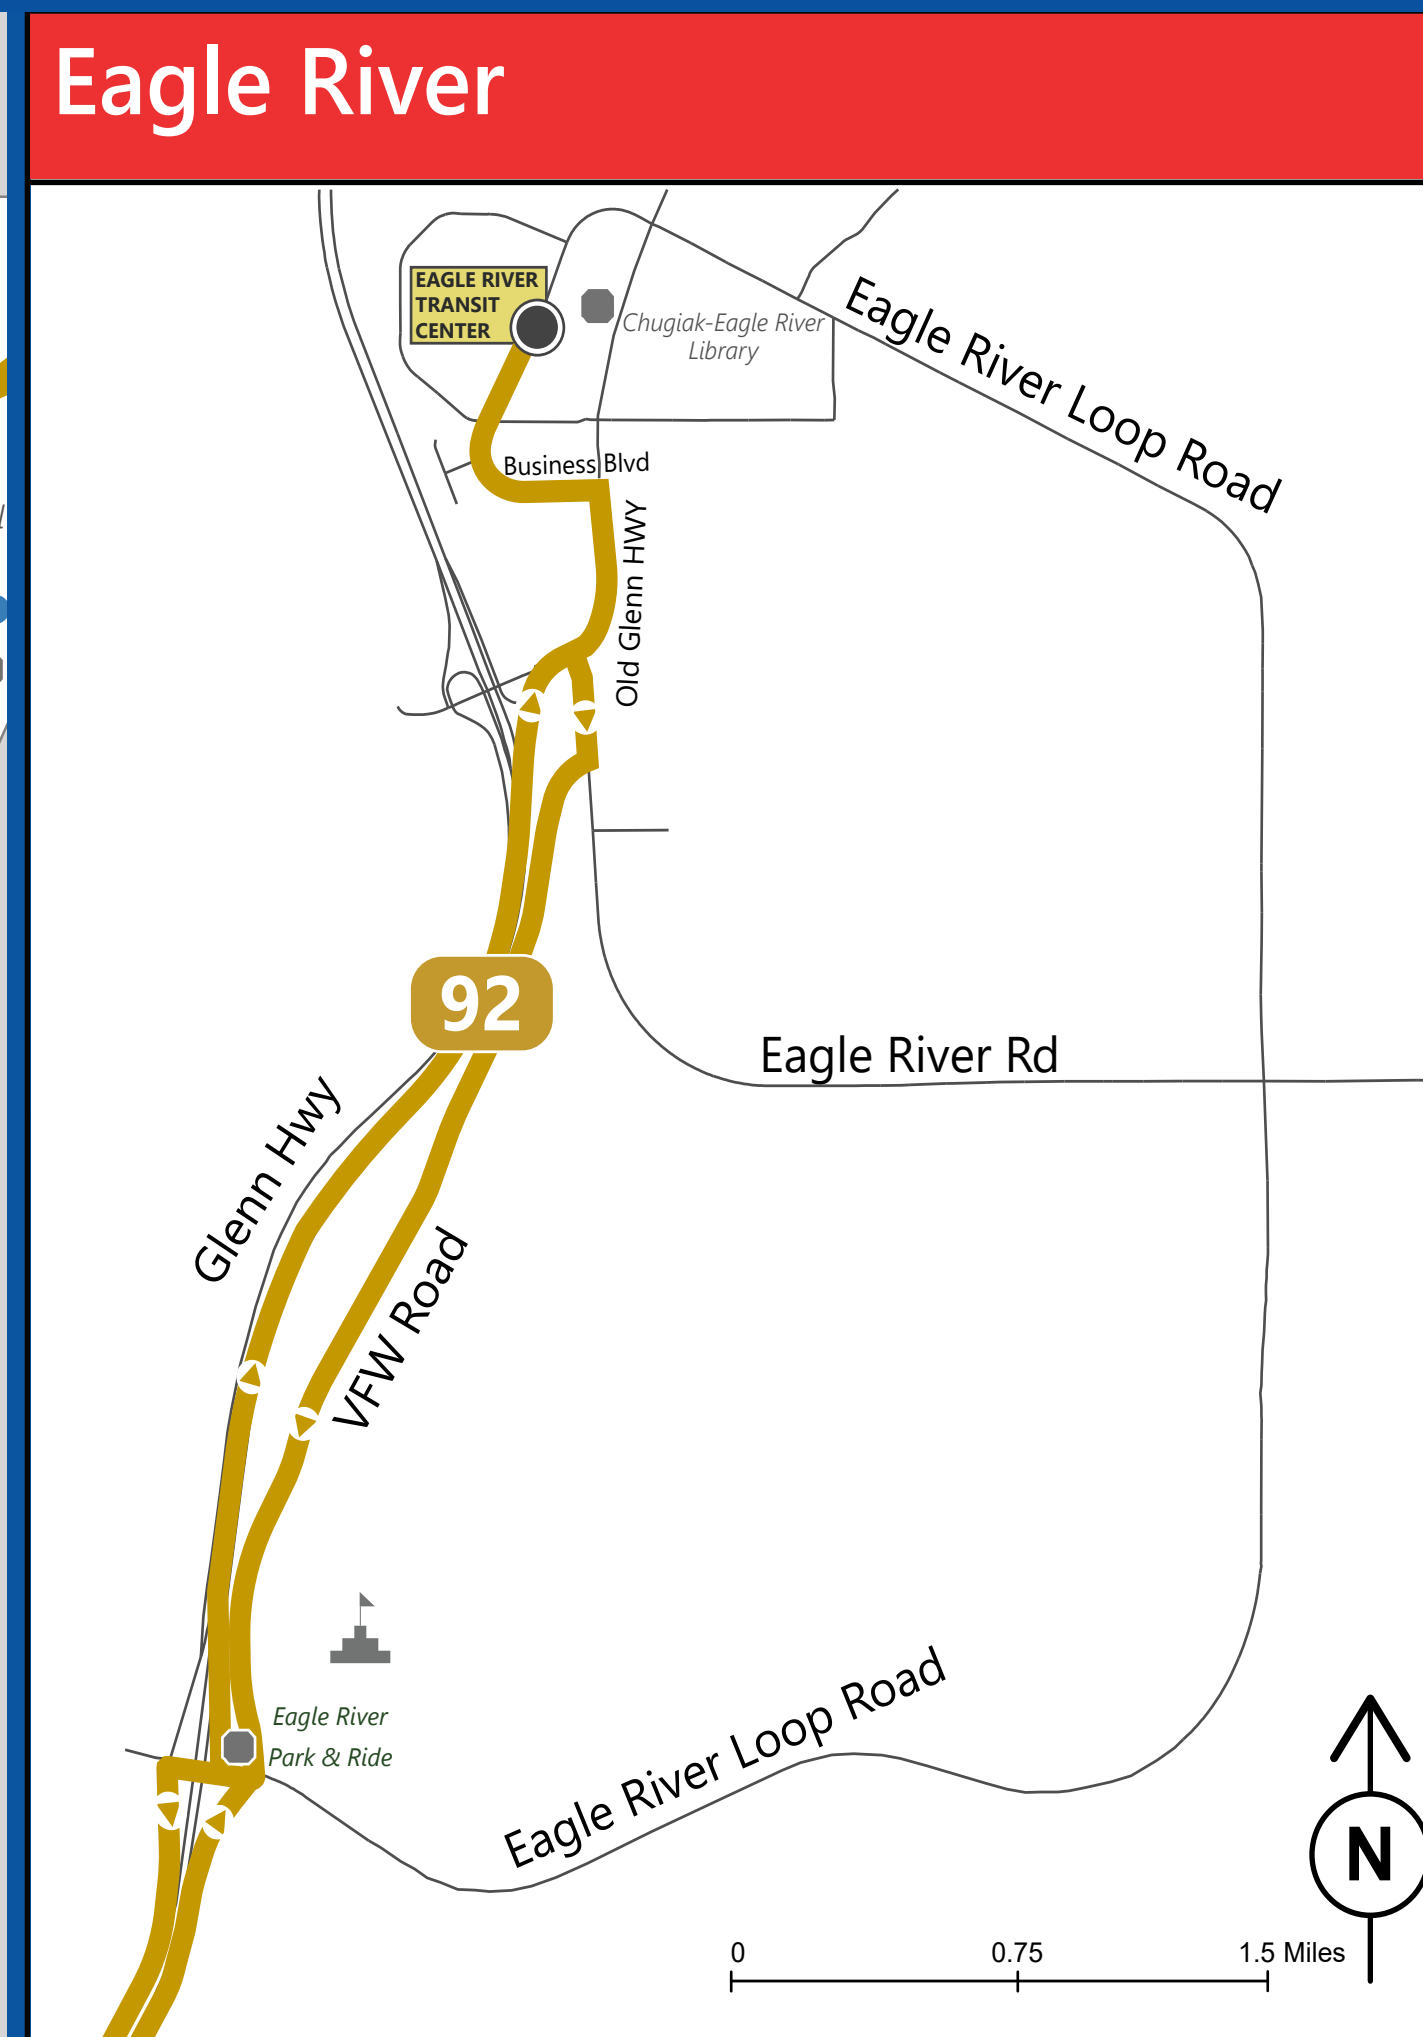 Eagle River
EAGLE RIVER
TRANSIT
CENTER
Chugiak-Eagle River
Library
Eagle River Loop Road
Business Blvd
Old Glenn HWY
92
Eagle River Rd
Glenn Hwy
VFW Road
Eagle River
Park & Ride
Eagle River Loop Road
N
0 0.75 1.5 Miles